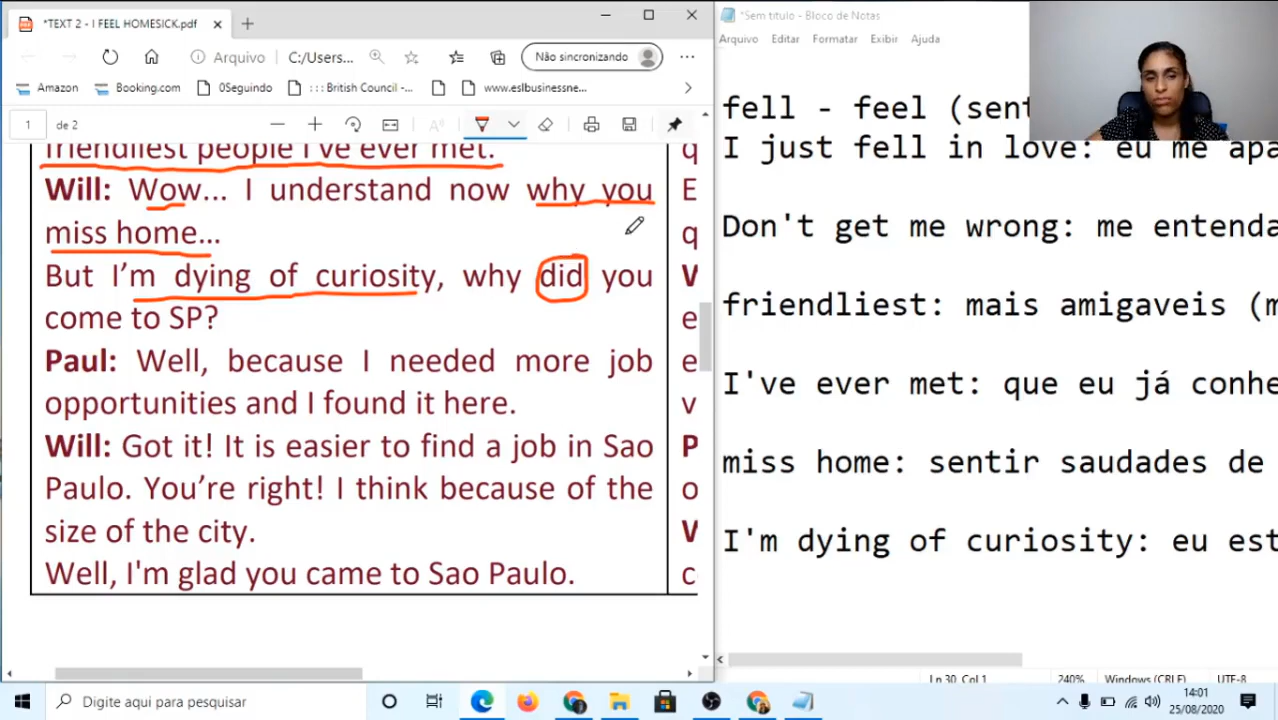 *TEXT 2 - I FEEL HOMESICK.pdf
Arquivo
C:/Users...
Não sincronizando
Amazon
Booking.com
0Seguindo
::: British Council -...
www.eslbusinessne...
1
de 2
friendliest people I've ever met.
Will: Wow... I understand now why you
miss home...
But I'm dying of curiosity, why did you
come to SP?
Paul: Well, because I needed more job
opportunities and I found it here.
Will: Got it! It is easier to find a job in Sao
Paulo. You're right! I think because of the
size of the city.
Well, I'm glad you came to Sao Paulo.
q
E
q
V
e
e
v
P
o
V
c
Digite aqui para pesquisar
*Sem título - Bloco de Notas
Arquivo Editar Formatar Exibir Ajuda
fell - feel (sent
I just fell in love: eu me apa
Don't get me wrong: me entenda
friendliest: mais amigaveis (m
I've ever met: que eu já conhe
miss home: sentir saudades de
I'm dying of curiosity: eu est
Ln 30, Col 1
240%
Windows (CRLF)
UTF-8
14:01
25/08/2020